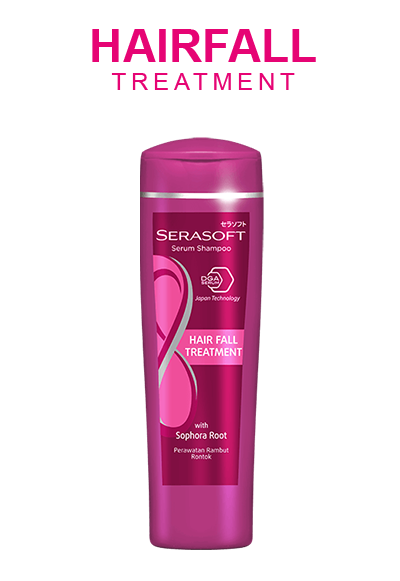 HAIRFALL
TREATMENT
セラソフト
SERASOFT
Serum Shampoo
DGA
SERUM
Japan Technology
HAIR FALL
TREATMENT
with
Sophora Root
Perawatan Rambut
Rontok